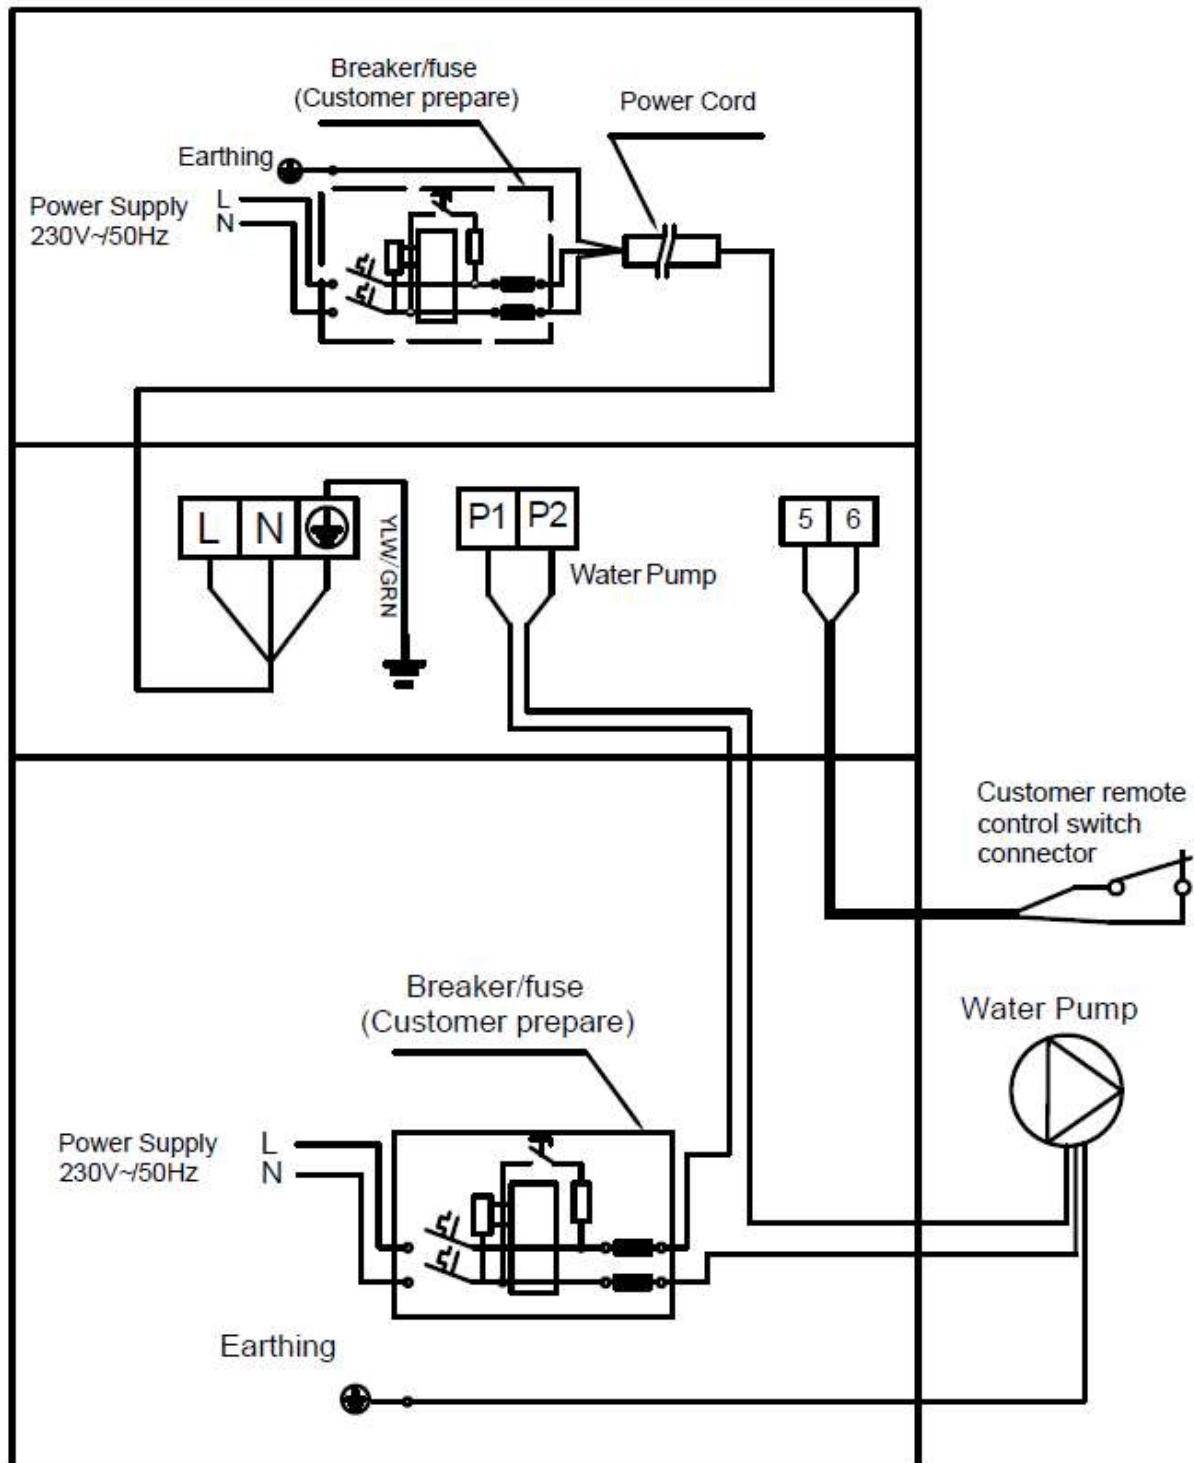 Breaker/fuse
(Customer prepare)
Power Cord
Earthing
Power Supply L
230V~/50Hz N
L N
YLW/GRN
P1 P2
5 6
Water Pump
Customer remote
control switch
connector
Breaker/fuse
(Customer prepare)
Water Pump
Power Supply L
230V~/50Hz N
Earthing